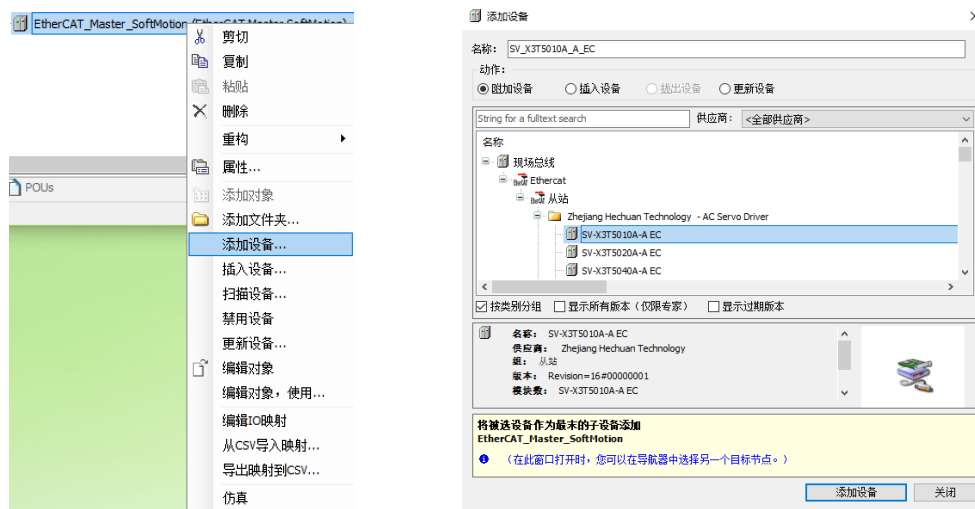 EtherCAT_Master_SoftMotion (EtherCAT Master SoftMotion)
剪切
复制
粘贴
删除
重构
属性...
添加对象
添加文件夹...
添加设备...
插入设备...
扫描设备...
禁用设备
更新设备...
编辑对象
编辑对象，使用...
编辑IO映射
从CSV导入映射...
导出映射到CSV...
仿真
POUs
添加设备
名称： SV_X3T5010A_A_EC
动作：
附加设备 插入设备 拔出设备 更新设备
String for a fulltext search 供应商： <全部供应商>
名称
现场总线
EtherCAT Ethercat
EtherCAT 从站
Zhejiang Hechuan Technology - AC Servo Driver
SV-X3T5010A-A EC
SV-X3T5020A-A EC
SV-X3T5040A-A EC
按类别分组 显示所有版本（仅限专家） 显示过期版本
名称： SV-X3T5010A-A EC
供应商： Zhejiang Hechuan Technology
组： 从站
版本： Revision=16#00000001
模块数： SV-X3T5010A-A EC
将被选设备作为最末的子设备添加
EtherCAT_Master_SoftMotion
（在此窗口打开时，您可以在导航器中选择另一个目标节点。）
添加设备 关闭